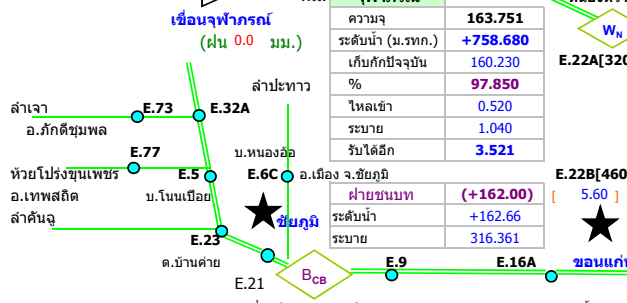 เขื่อนจุฬาภรณ์
(ฝน 0.0 มม.)
ความจุ 163.751
ระดับน้ำ (ม.รทก.) +758.680
เก็บกักปัจจุบัน 160.230
% 97.850
ไหลเข้า 0.520
ระบาย 1.040
รับได้อีก 3.521
W_N
E.22A[320
ลำปะทาว
ลำเจา
E.73
E.32A
อ.ภักดีชุมพล
E.77
บ.หนองอ้อ
ห้วยโปร่งขุนเพชร
E.5
E.6C
อ.เมือง จ.ชัยภูมิ
E.22B[460
อ.เทพสถิต
บ.โนนเปือย
ฝายชนบท (+162.00)
[ 5.60 ]
ลำคันฉู
ชัยภูมิ
ระดับน้ำ +162.66
E.23
ระบาย 316.361
ต.บ้านค่าย
E.9
E.16A
ขอนแก่น
E.21
B_CB